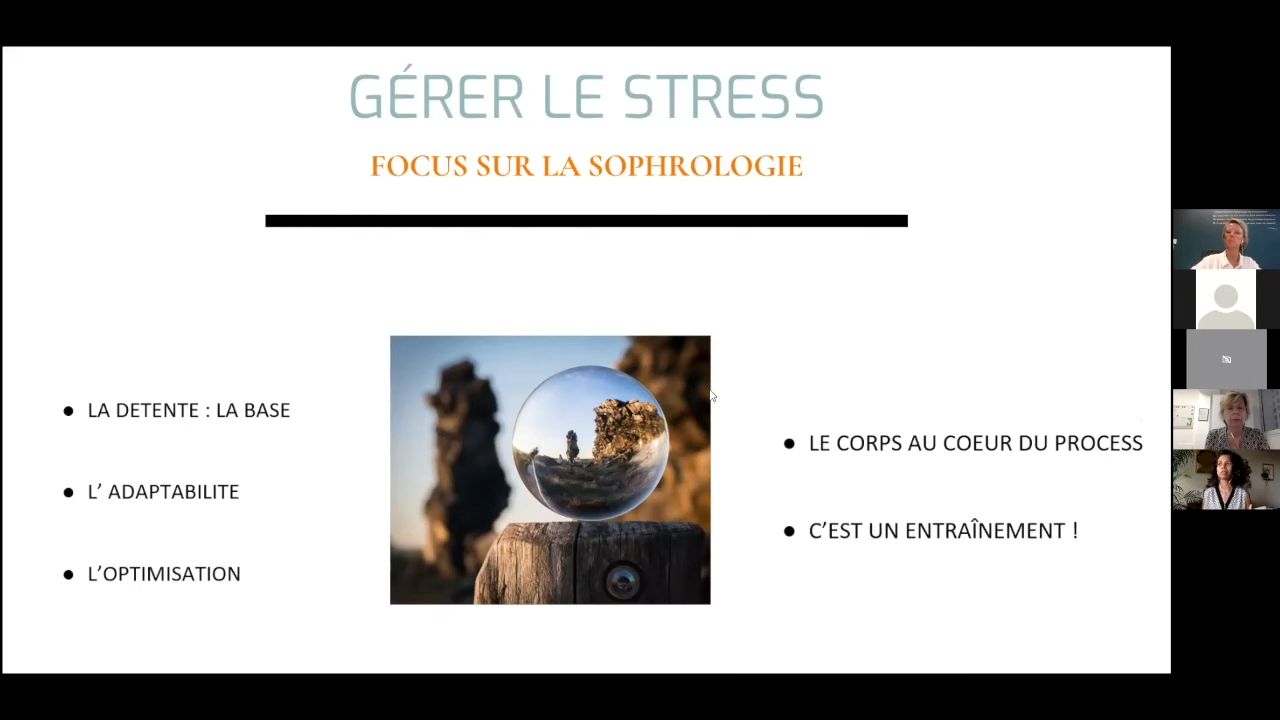 GÉRER LE STRESS
FOCUS SUR LA SOPHROLOGIE
● LA DETENTE : LA BASE
● L’ ADAPTABILITE
● L’OPTIMISATION
● LE CORPS AU COEUR DU PROCESS
● C’EST UN ENTRAÎNEMENT !